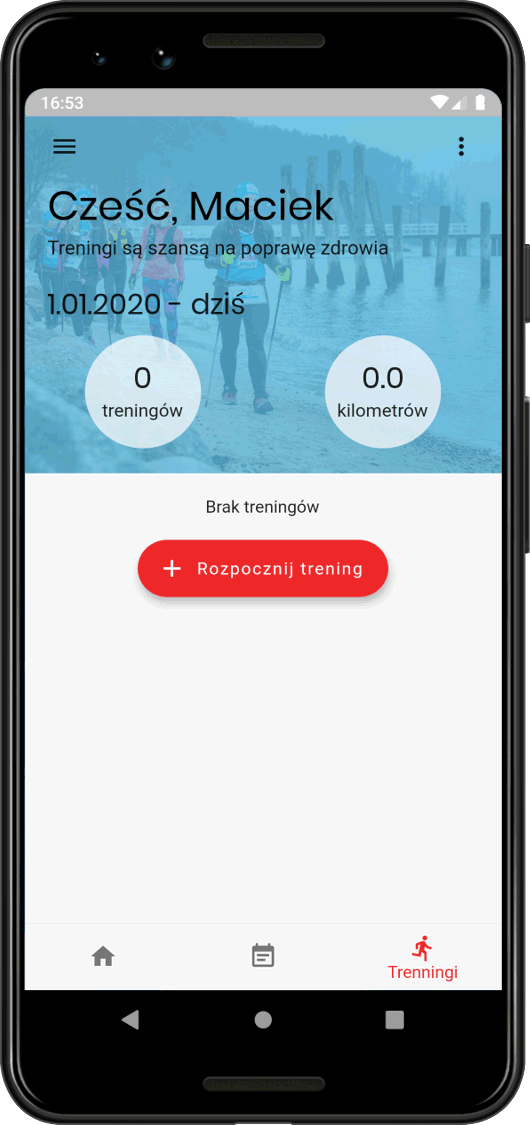 16:53
Cześć, Maciek
Treningi są szansą na poprawę zdrowia
1.01.2020 - dziś
0
treningów
0.0
kilometrów
Brak treningów
+ Rozpocznij trening
Trenningi